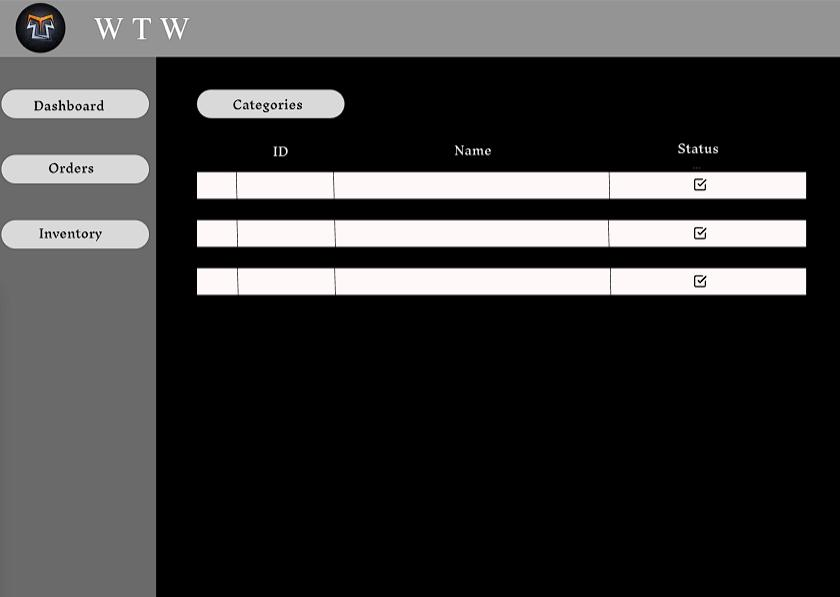 W T W
Dashboard
Categories
Orders
Inventory
ID
Name
Status